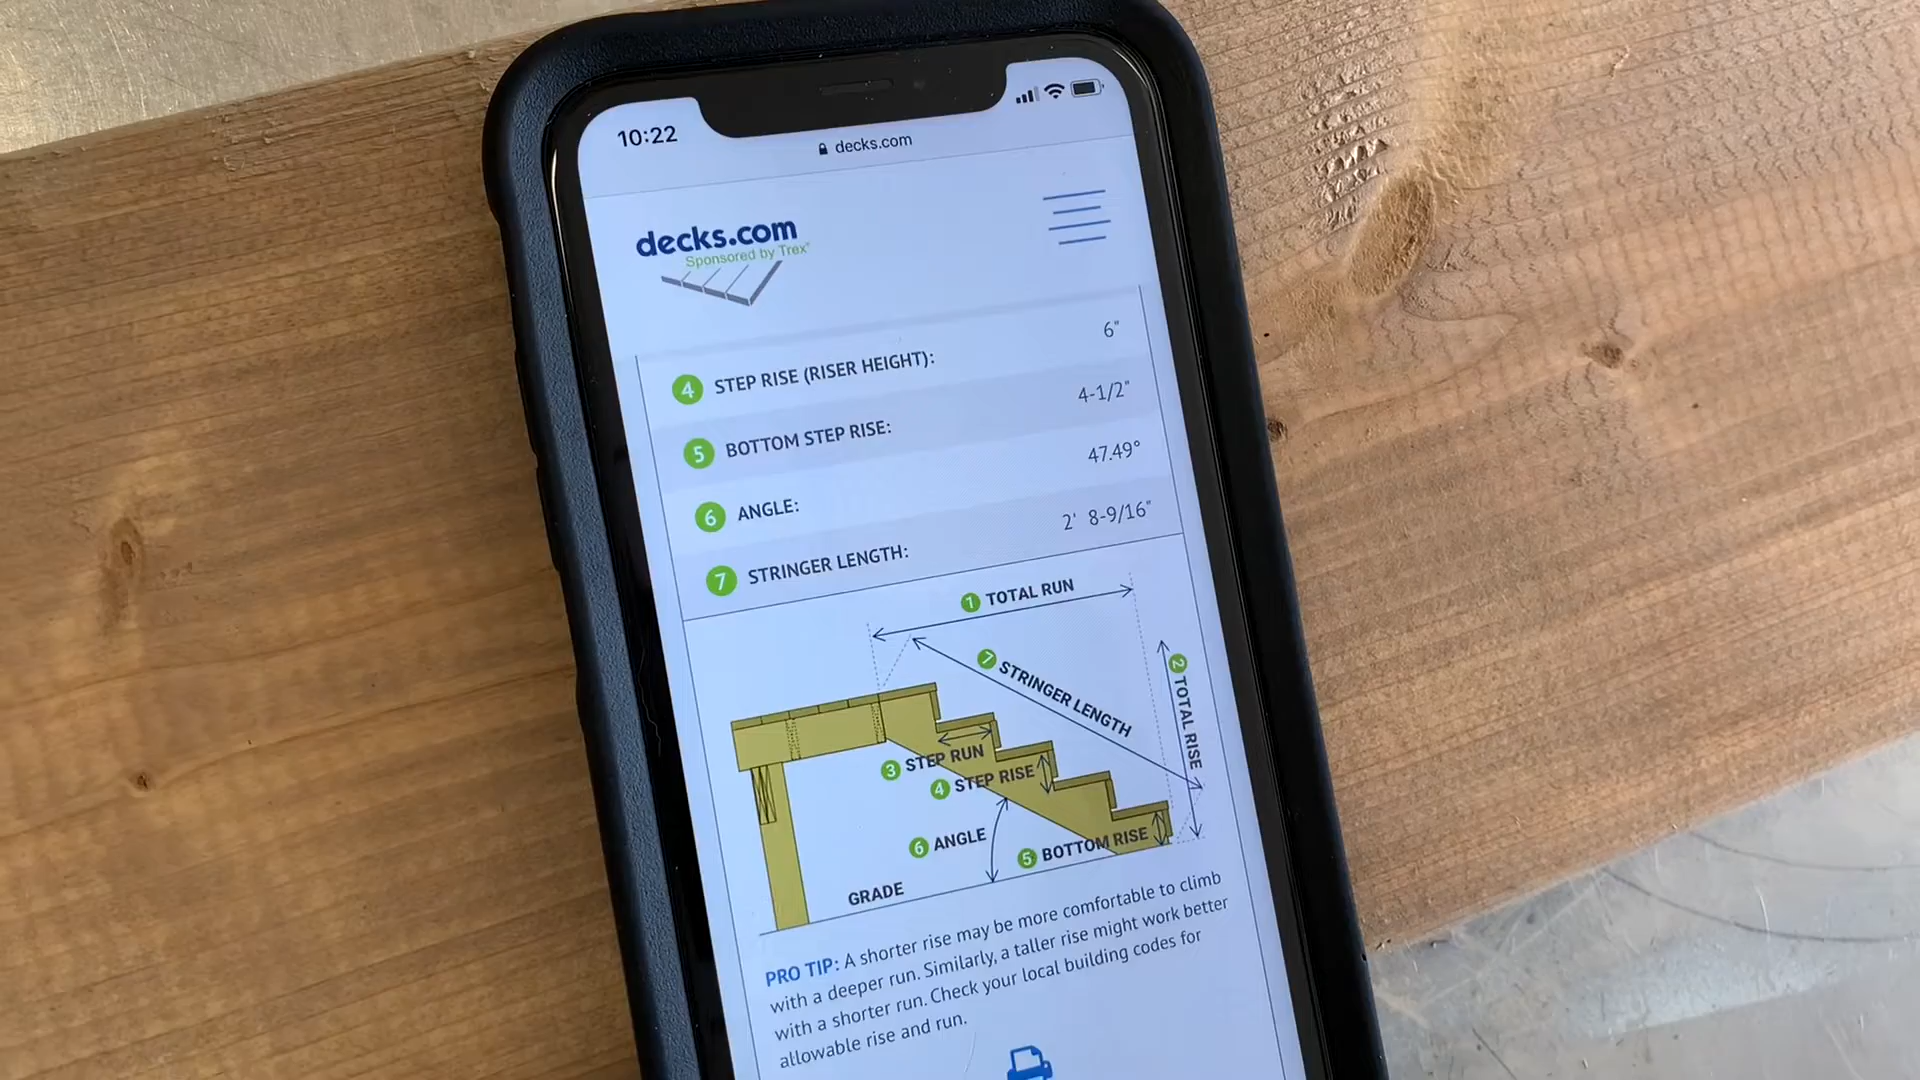 10:22
decks.com
decks.com
Sponsored by Trex®
4 STEP RISE (RISER HEIGHT): 6"
5 BOTTOM STEP RISE: 4-1/2"
6 ANGLE: 47.49°
7 STRINGER LENGTH: 2' 8-9/16"
1 TOTAL RUN
7 STRINGER LENGTH
2 TOTAL RISE
3 STEP RUN
4 STEP RISE
6 ANGLE
5 BOTTOM RISE
GRADE
PRO TIP: A shorter rise may be more comfortable to climb
with a deeper run. Similarly, a taller rise might work better
with a shorter run. Check your local building codes for
allowable rise and run.